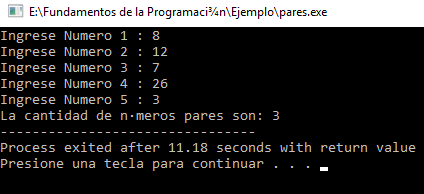 E:\Fundamentos de la Programaci¾n\Ejemplo\pares.exe
Ingrese Numero 1 : 8
Ingrese Numero 2 : 12
Ingrese Numero 3 : 7
Ingrese Numero 4 : 26
Ingrese Numero 5 : 3
La cantidad de n·meros pares son: 3
--------------------------------
Process exited after 11.18 seconds with return value
Presione una tecla para continuar . . .